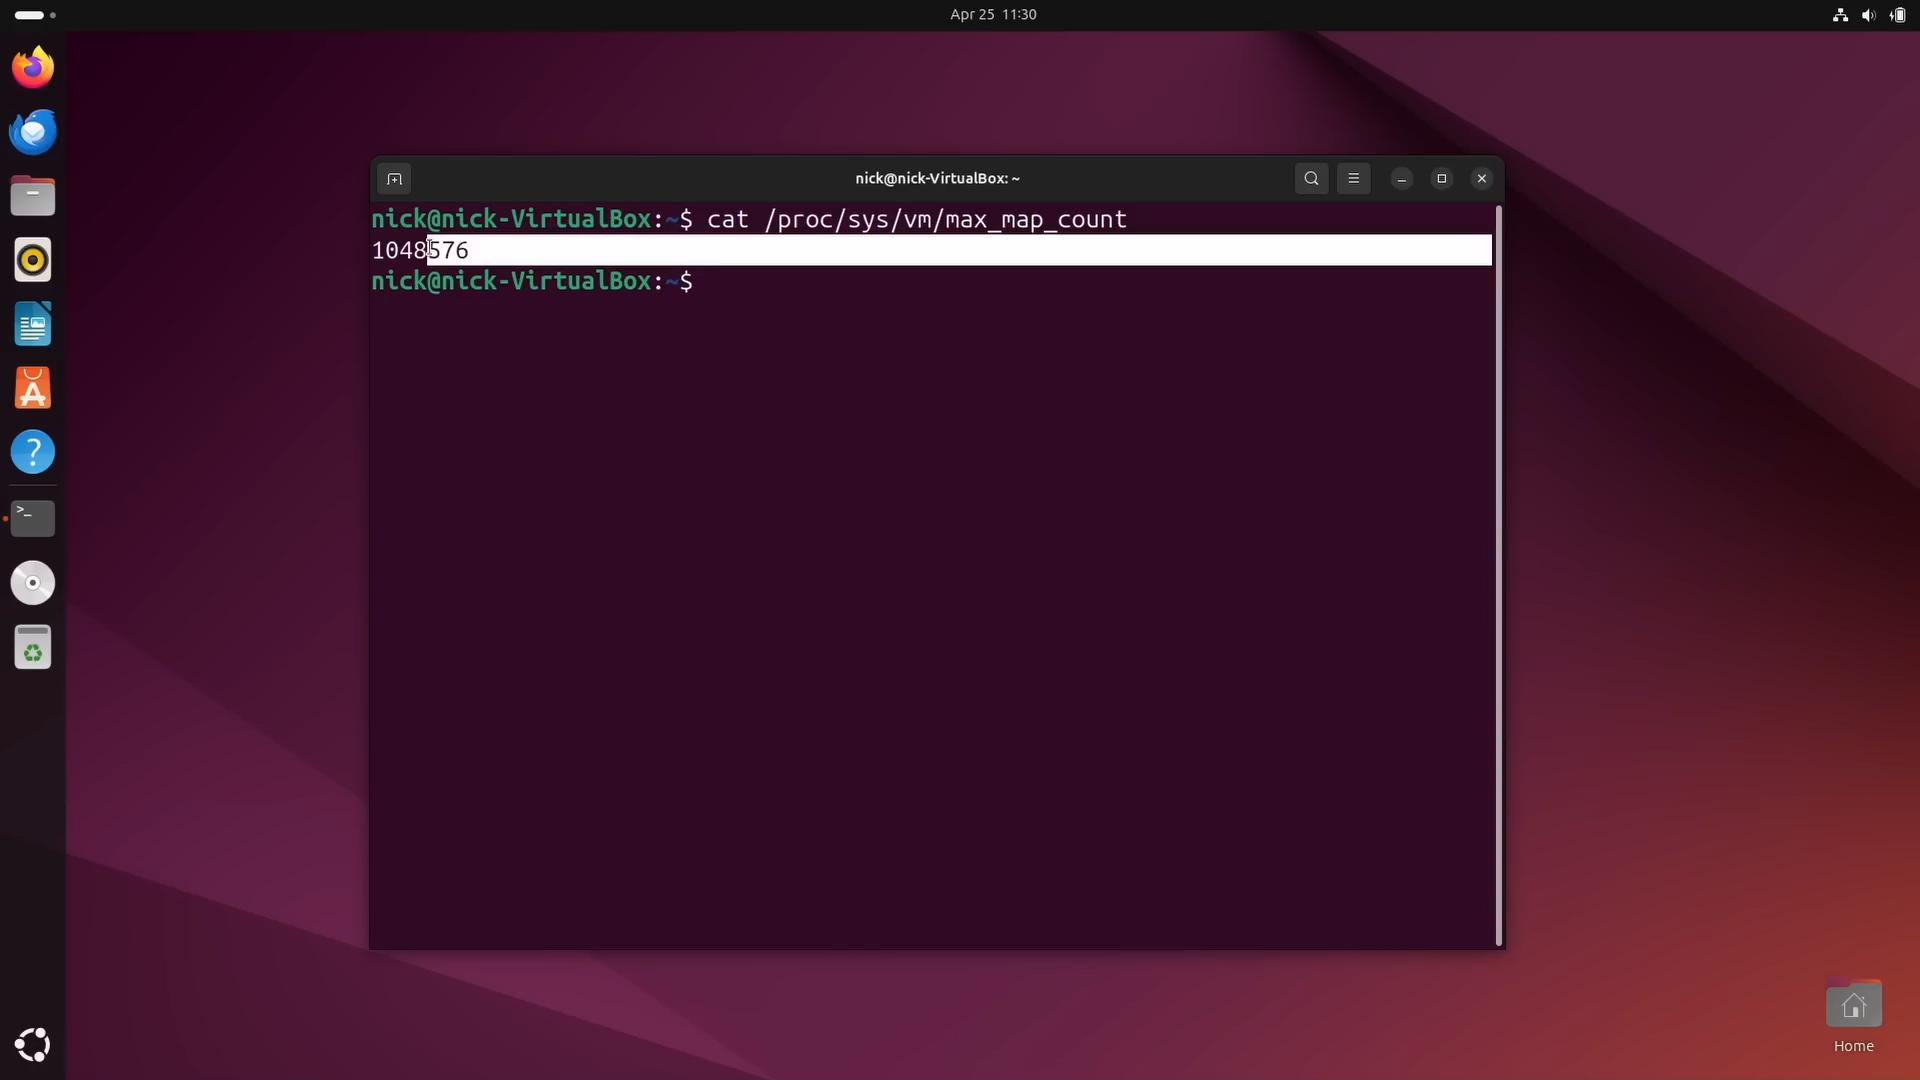 Apr 25 11:30
nick@nick-VirtualBox: ~
nick@nick-VirtualBox:~$ cat /proc/sys/vm/max_map_count
1048576
nick@nick-VirtualBox:~$
Home